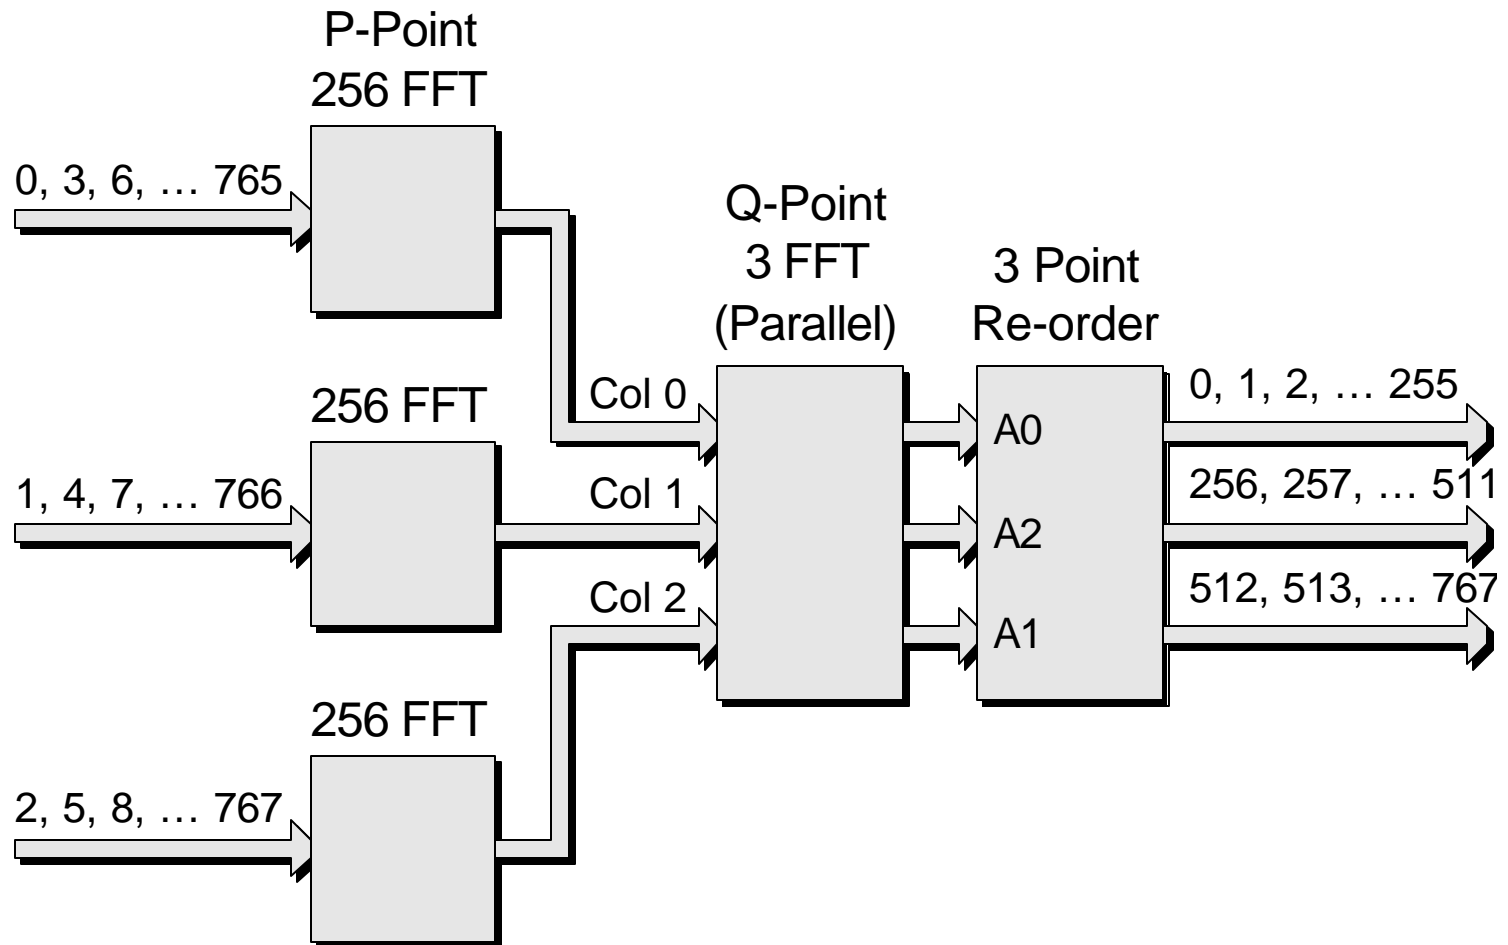 P-Point
256 FFT
0, 3, 6, … 765
Q-Point
3 FFT
(Parallel)
3 Point
Re-order
256 FFT
1, 4, 7, … 766
Col 0
Col 1
Col 2
A0
A2
A1
0, 1, 2, … 255
256, 257, … 511
512, 513, … 767
256 FFT
2, 5, 8, … 767